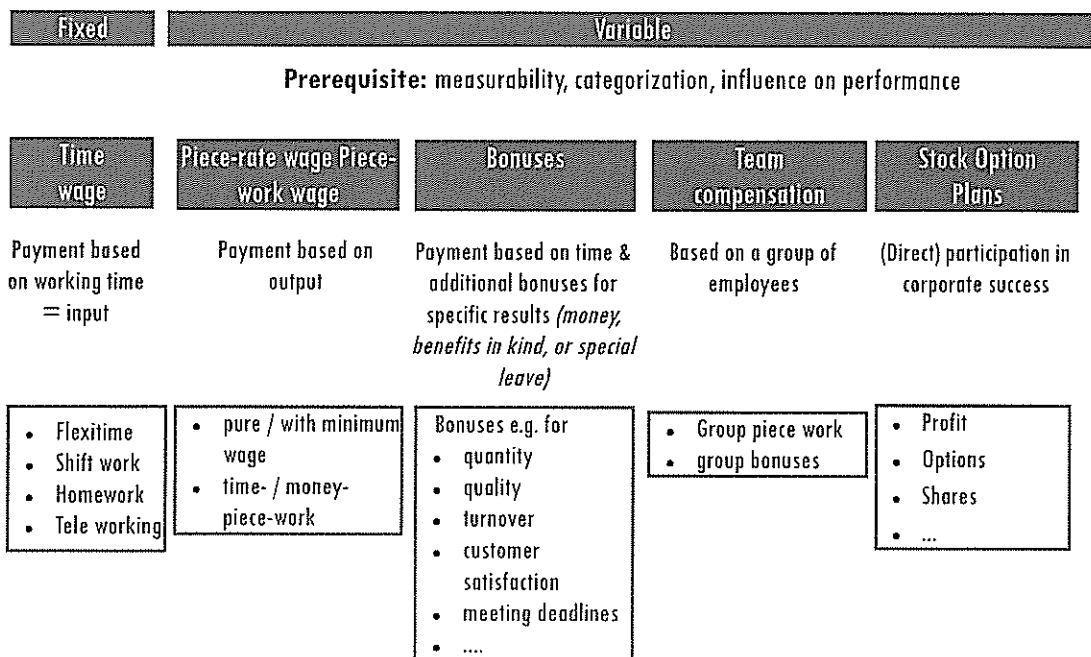 Fixed
Variable
Prerequisite: measurability, categorization, influence on performance
Time
wage
Piece-rate wage Piece-
work wage
Bonuses
Team
compensation
Stock Option
Plans
Payment based
on working time
= input
Payment based on
output
Payment based on time &
additional bonuses for
specific results (money,
benefits in kind, or special
leave)
Based on a group of
employees
(Direct) participation in
corporate success
• Flexitime
• Shift work
• Homework
• Tele working
• pure / with minimum
wage
• time- / money-
piece-work
Bonuses e.g. for
• quantity
• quality
• turnover
• customer
satisfaction
• meeting deadlines
• ....
• Group piece work
• group bonuses
• Profit
• Options
• Shares
• ...